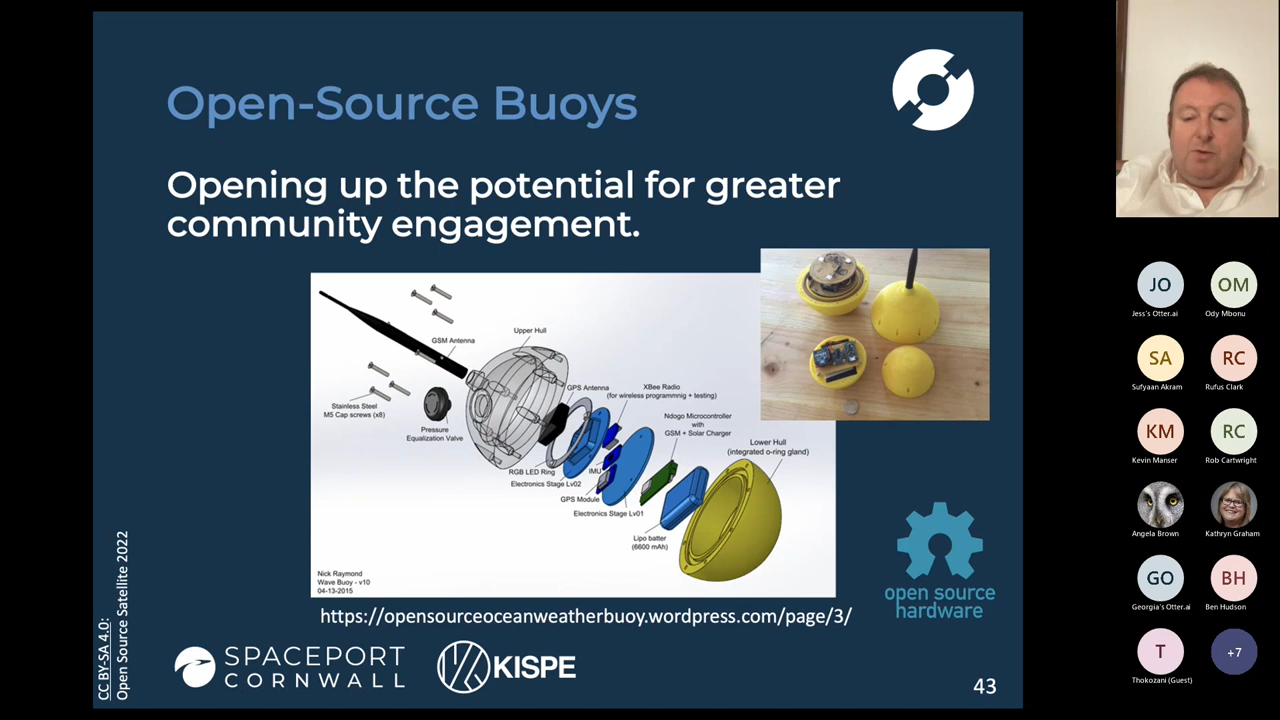 Open-Source Buoys
Opening up the potential for greater
community engagement.
GSM Antenna
Upper Hull
Stainless Steel
M5 Cap screws (x8)
Pressure
Equalization Valve
GPS Antenna
XBee Radio
(for wireless programmnig + testing)
Ndogo Microcontroller
with
GSM + Solar Charger
Lower Hull
(integrated o-ring gland)
RGB LED Ring
IMU
Electronics Stage Lv02
GPS Module
Electronics Stage Lv01
Lipo batter
(6600 mAh)
Nick Raymond
Wave Buoy - v10
04-13-2015
https://opensourceoceanweatherbuoy.wordpress.com/page/3/
open source
hardware
CC BY-SA 4.0:
Open Source Satellite 2022
SPACEPORT
CORNWALL
KISPE
43
JO
Jess's Otter.ai
OM
Ody Mbonu
SA
Sufyaan Akram
RC
Rufus Clark
KM
Kevin Manser
RC
Rob Cartwright
Angela Brown
Kathryn Graham
GO
Georgia's Otter.ai
BH
Ben Hudson
T
Thokozani (Guest)
+7